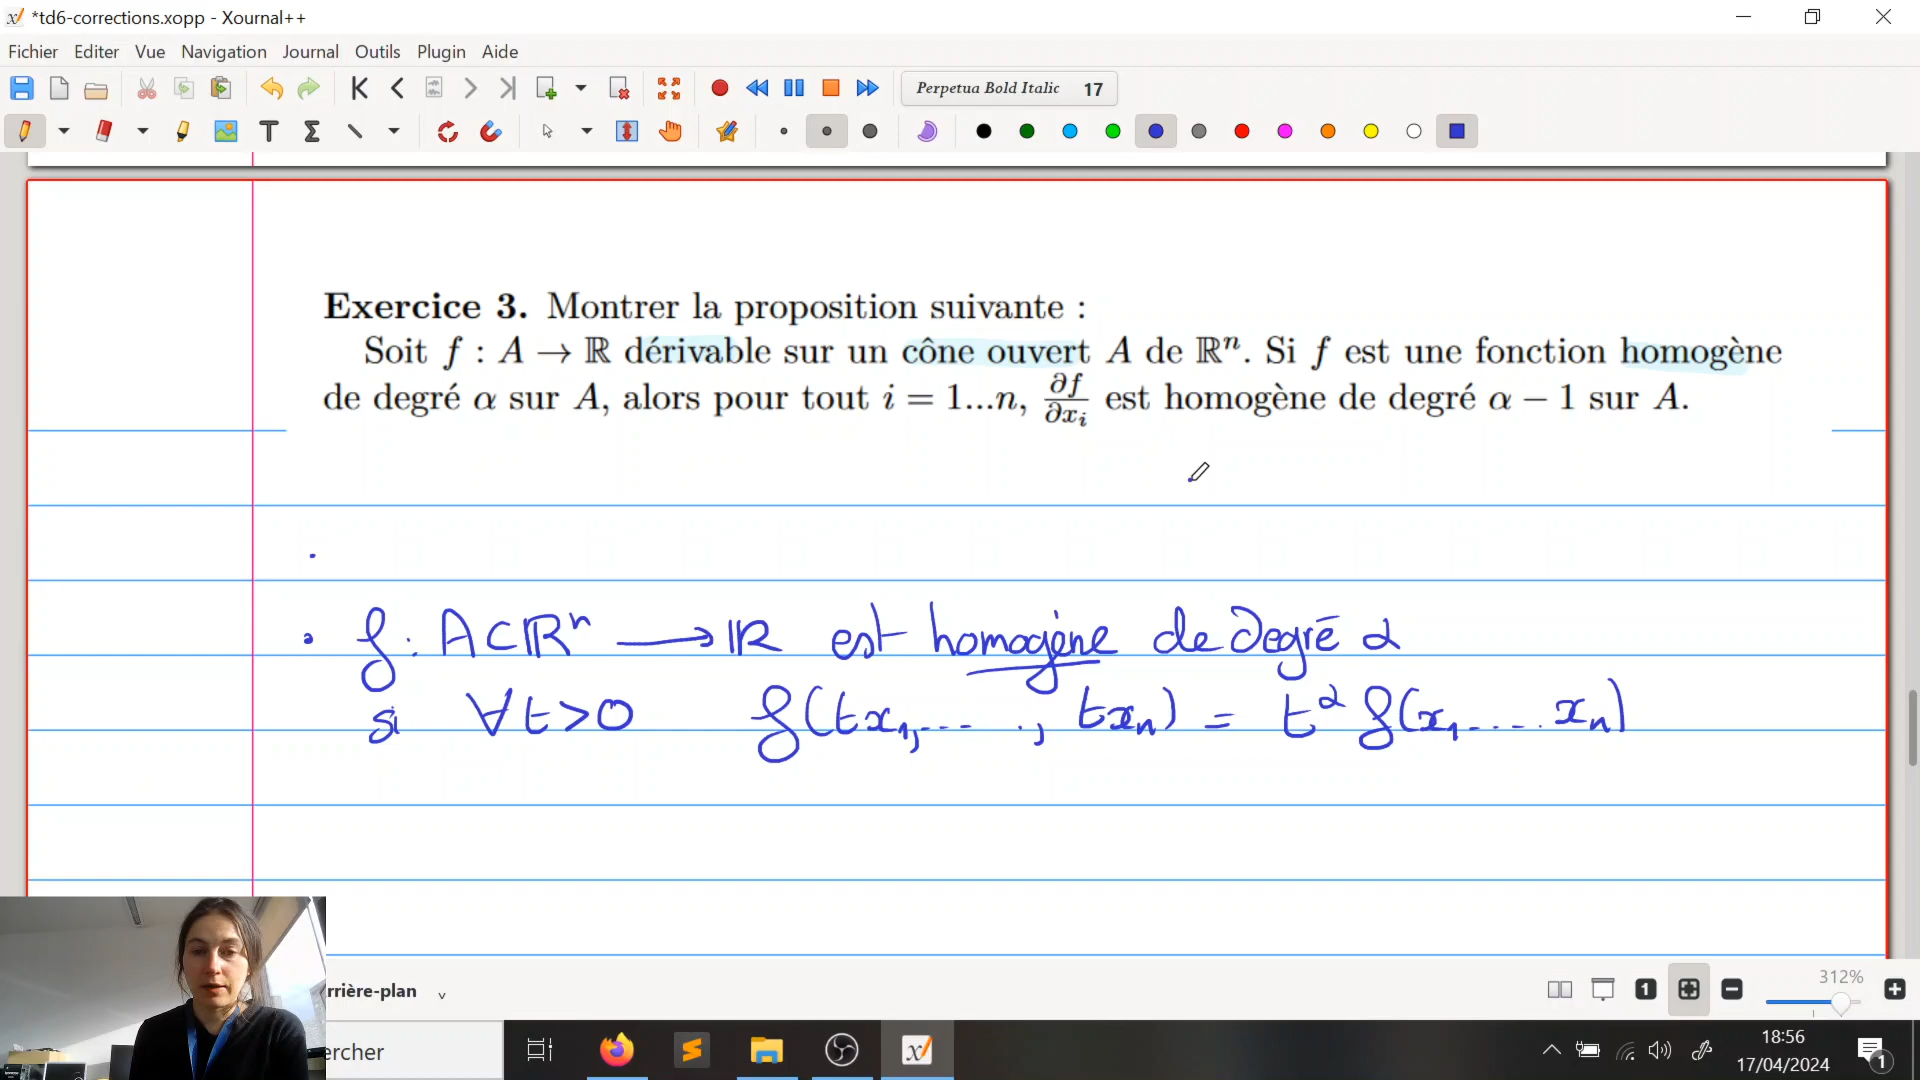 *td6-corrections.xopp - Xournal++
Fichier Editer Vue Navigation Journal Outils Plugin Aide
Perpetua Bold Italic 17
Exercice 3. Montrer la proposition suivante :
Soit f : A → ℝ dérivable sur un cône ouvert A de ℝⁿ. Si f est une fonction homogène
de degré α sur A, alors pour tout i = 1...n, ∂f/∂xᵢ est homogène de degré α − 1 sur A.
• f : A ⊂ ℝⁿ ⟶ ℝ est homogène de degré α
si ∀t>0 f(tx₁,....., txₙ) = t^α f(x₁.....xₙ)
rrière-plan
312%
ercher
18:56
17/04/2024
1